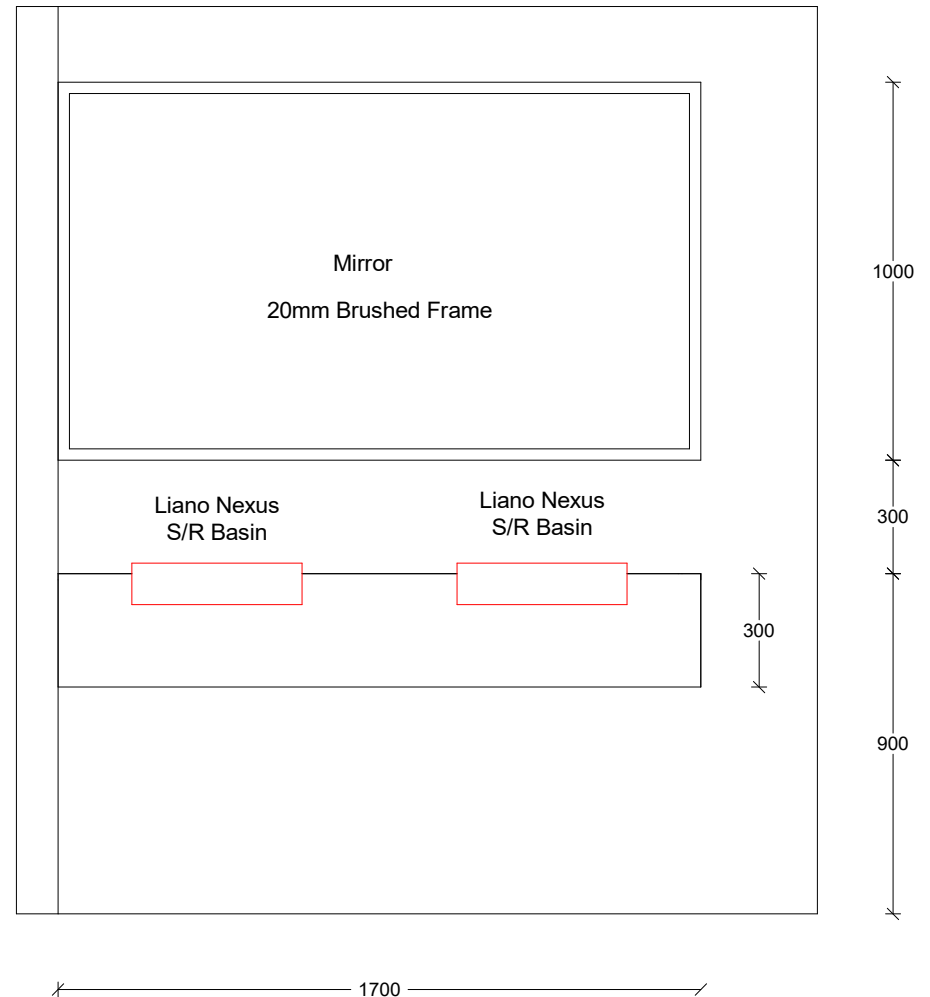 Mirror
20mm Brushed Frame
1000
Liano Nexus
S/R Basin
Liano Nexus
S/R Basin
300
300
900
1700